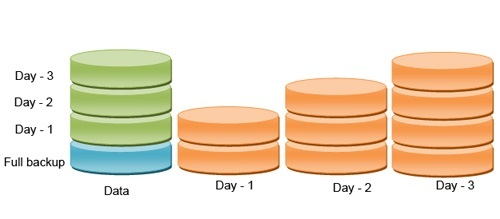 Day - 3
Day - 2
Day - 1
Full backup
Data
Day - 1
Day - 2
Day - 3